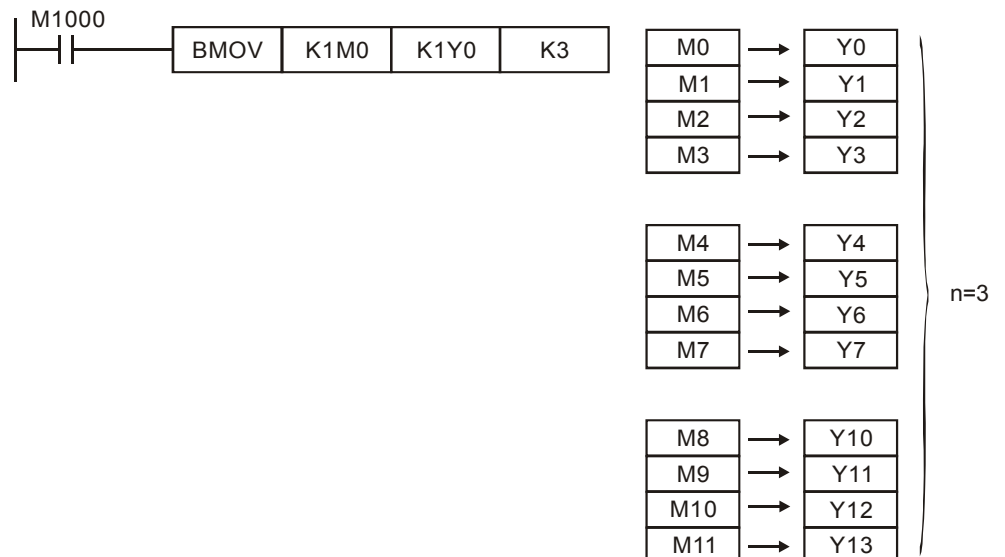 M1000
BMOV K1M0 K1Y0 K3
M0 Y0
M1 Y1
M2 Y2
M3 Y3
M4 Y4
M5 Y5
M6 Y6
M7 Y7
n=3
M8 Y10
M9 Y11
M10 Y12
M11 Y13